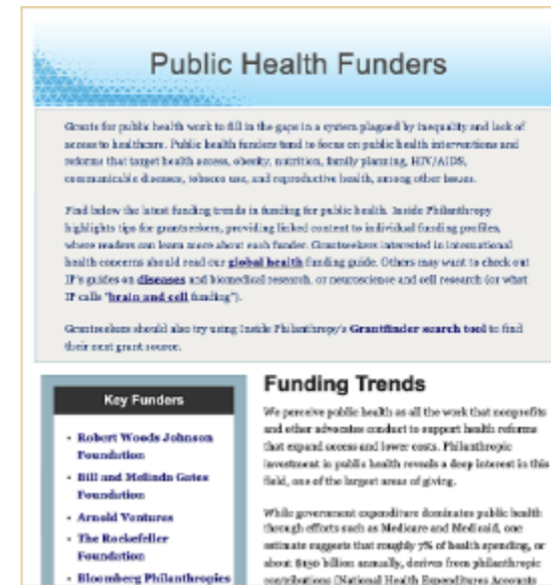 Public Health Funders
Grants for public health work to fill in the gaps in a system plagued by inequality and lack of
access to healthcare. Public health funders tend to focus on public health interventions and
reforms that target health access, obesity, nutrition, family planning, HIV/AIDS,
communicable diseases, tobacco use, and reproductive health, among other issues.
Find below the latest funding trends in funding for public health. Inside Philanthropy
highlights tips for grantseekers, providing linked content to individual funding profiles,
where readers can learn more about each funder. Grantseekers interested in international
health concerns should read our global health funding guide. Others may want to check out
IP's guides on diseases and biomedical research, or neuroscience and cell research (or what
IP calls "brain and cell funding").
Grantseekers should also try using Inside Philanthropy's Grantfinder search tool to find
their next grant source.
Key Funders
• Robert Woods Johnson
Foundation
• Bill and Melinda Gates
Foundation
• Arnold Ventures
• The Rockefeller
Foundation
• Bloomberg Philanthropies
Funding Trends
We perceive public health as all the work that nonprofits
and other advocates conduct to support health reforms
that expand access and lower costs. Philanthropic
investment in public health reveals a deep interest in this
field, one of the largest areas of giving.
While government expenditure dominates public health
through efforts such as Medicare and Medicaid, one
estimate suggests that roughly 7% of health spending, or
about $150 billion annually, derives from philanthropic
contributions (National Health Expenditures Accounts